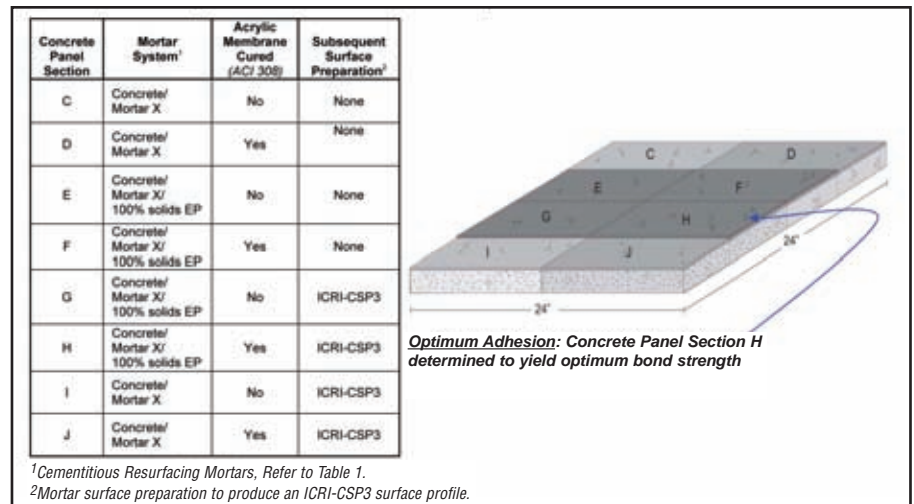 Concrete Panel Section | Mortar System¹ | Acrylic Membrane Cured (ACI 308) | Subsequent Surface Preparation²
C | Concrete/ Mortar X | No | None
D | Concrete/ Mortar X | Yes | None
E | Concrete/ Mortar X/ 100% solids EP | No | None
F | Concrete/ Mortar X/ 100% solids EP | Yes | None
G | Concrete/ Mortar X/ 100% solids EP | No | ICRI-CSP3
H | Concrete/ Mortar X/ 100% solids EP | Yes | ICRI-CSP3
I | Concrete/ Mortar X | No | ICRI-CSP3
J | Concrete/ Mortar X | Yes | ICRI-CSP3
C D
E F
G H
I J
24"
24"
Optimum Adhesion: Concrete Panel Section H
determined to yield optimum bond strength
¹Cementitious Resurfacing Mortars, Refer to Table 1.
²Mortar surface preparation to produce an ICRI-CSP3 surface profile.